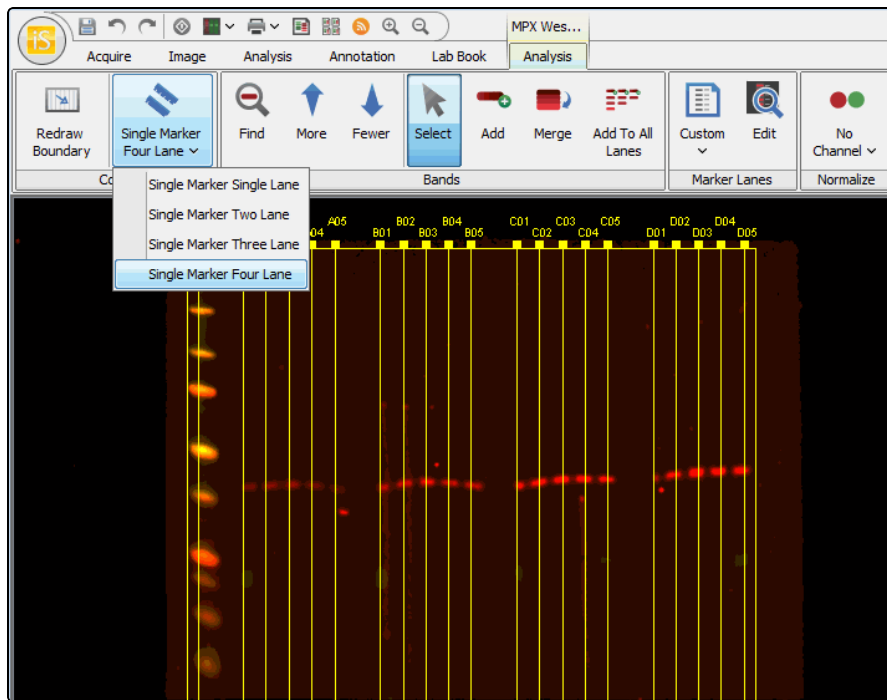 iS
MPX Wes...
Acquire Image Analysis Annotation Lab Book Analysis
Redraw Boundary
Single Marker Four Lane
Find
More
Fewer
Select
Add
Merge
Add To All Lanes
Custom
Edit
No Channel
Bands
Marker Lanes
Normalize
Single Marker Single Lane
Single Marker Two Lane
Single Marker Three Lane
Single Marker Four Lane
A05 B02 B04 C01 C03 C05 D02 D04
B01 B03 B05 C02 C04 D01 D03 D05